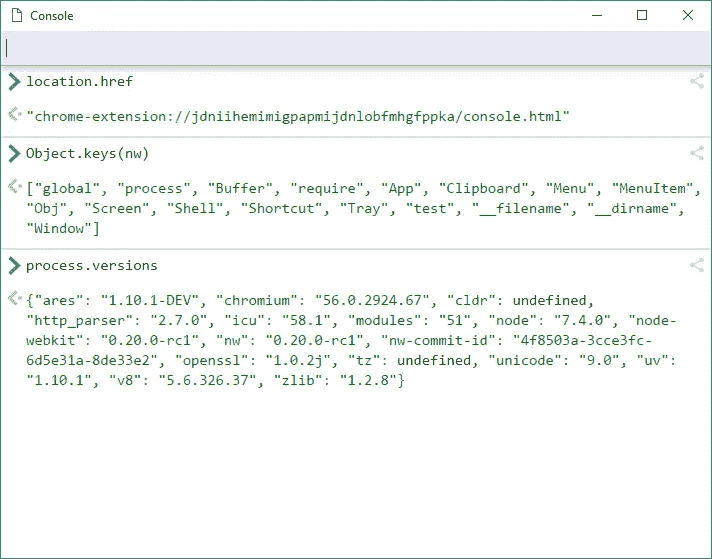 Console
location.href
"chrome-extension://jdniihemimigpapmijdnlobfmhgfppka/console.html"
Object.keys(nw)
["global", "process", "Buffer", "require", "App", "Clipboard", "Menu", "MenuItem",
"Obj", "Screen", "Shell", "Shortcut", "Tray", "test", "__filename", "__dirname",
"Window"]
process.versions
{"ares": "1.10.1-DEV", "chromium": "56.0.2924.67", "cldr": undefined,
"http_parser": "2.7.0", "icu": "58.1", "modules": "51", "node": "7.4.0", "node-
webkit": "0.20.0-rc1", "nw": "0.20.0-rc1", "nw-commit-id": "4f8503a-3cce3fc-
6d5e31a-8de33e2", "openssl": "1.0.2j", "tz": undefined, "unicode": "9.0", "uv":
"1.10.1", "v8": "5.6.326.37", "zlib": "1.2.8"}